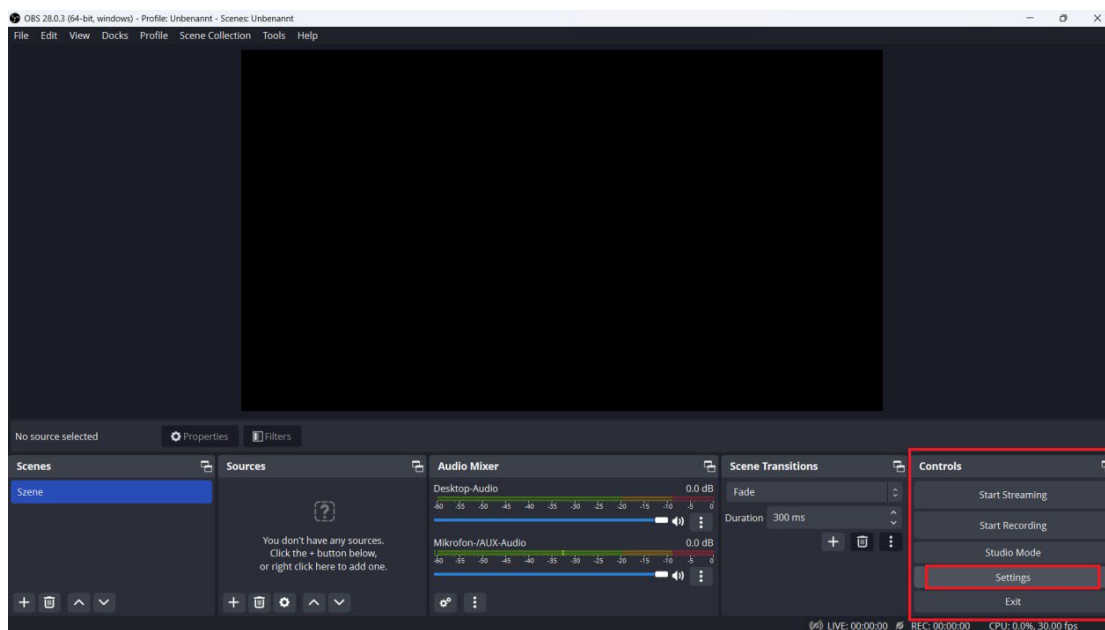 OBS 28.0.3 (64-bit, windows) - Profile: Unbenannt - Scenes: Unbenannt
File Edit View Docks Profile Scene Collection Tools Help
No source selected Properties Filters
Scenes
Szene
Sources
You don't have any sources.
Click the + button below,
or right click here to add one.
Audio Mixer
Desktop-Audio 0.0 dB
-60 -55 -50 -45 -40 -35 -30 -25 -20 -15 -10 -5 0
Mikrofon-/AUX-Audio 0.0 dB
-60 -55 -50 -45 -40 -35 -30 -25 -20 -15 -10 -5 0
Scene Transitions
Fade
Duration 300 ms
Controls
Start Streaming
Start Recording
Studio Mode
Settings
Exit
LIVE: 00:00:00 REC: 00:00:00 CPU: 0.0%, 30.00 fps